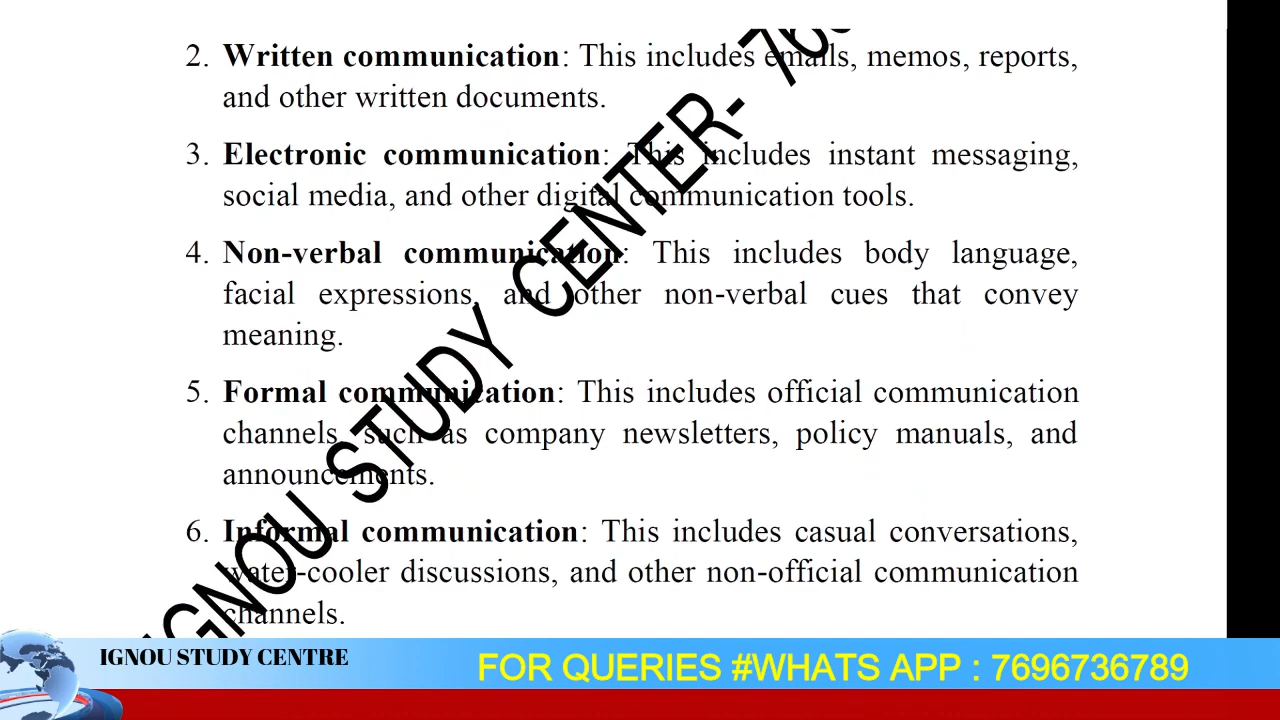 2. Written communication: This includes emails, memos, reports,
and other written documents.
3. Electronic communication: This includes instant messaging,
social media, and other digital communication tools.
4. Non-verbal communication: This includes body language,
facial expressions, and other non-verbal cues that convey
meaning.
5. Formal communication: This includes official communication
channels such as company newsletters, policy manuals, and
announcements.
6. Informal communication: This includes casual conversations,
water-cooler discussions, and other non-official communication
channels.
IGNOU STUDY CENTER-
IGNOU STUDY CENTRE
FOR QUERIES #WHATS APP : 7696736789